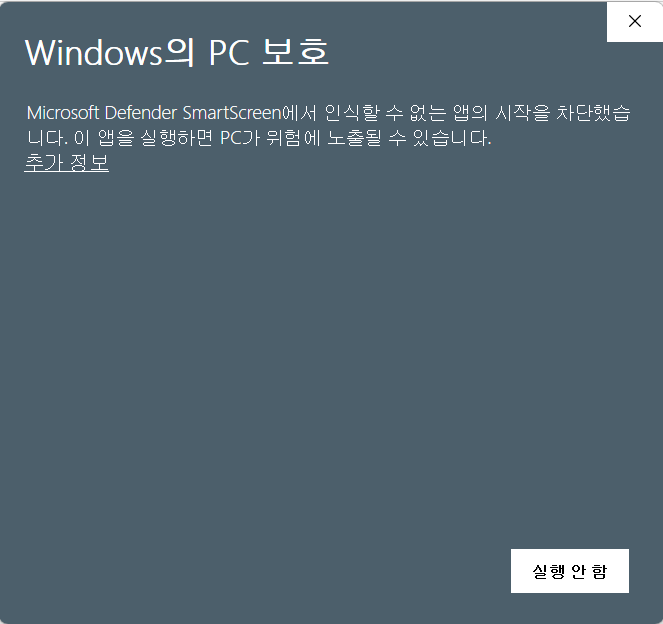 Windows의 PC 보호
Microsoft Defender SmartScreen에서 인식할 수 없는 앱의 시작을 차단했습
니다. 이 앱을 실행하면 PC가 위험에 노출될 수 있습니다.
추가 정보
실행 안 함